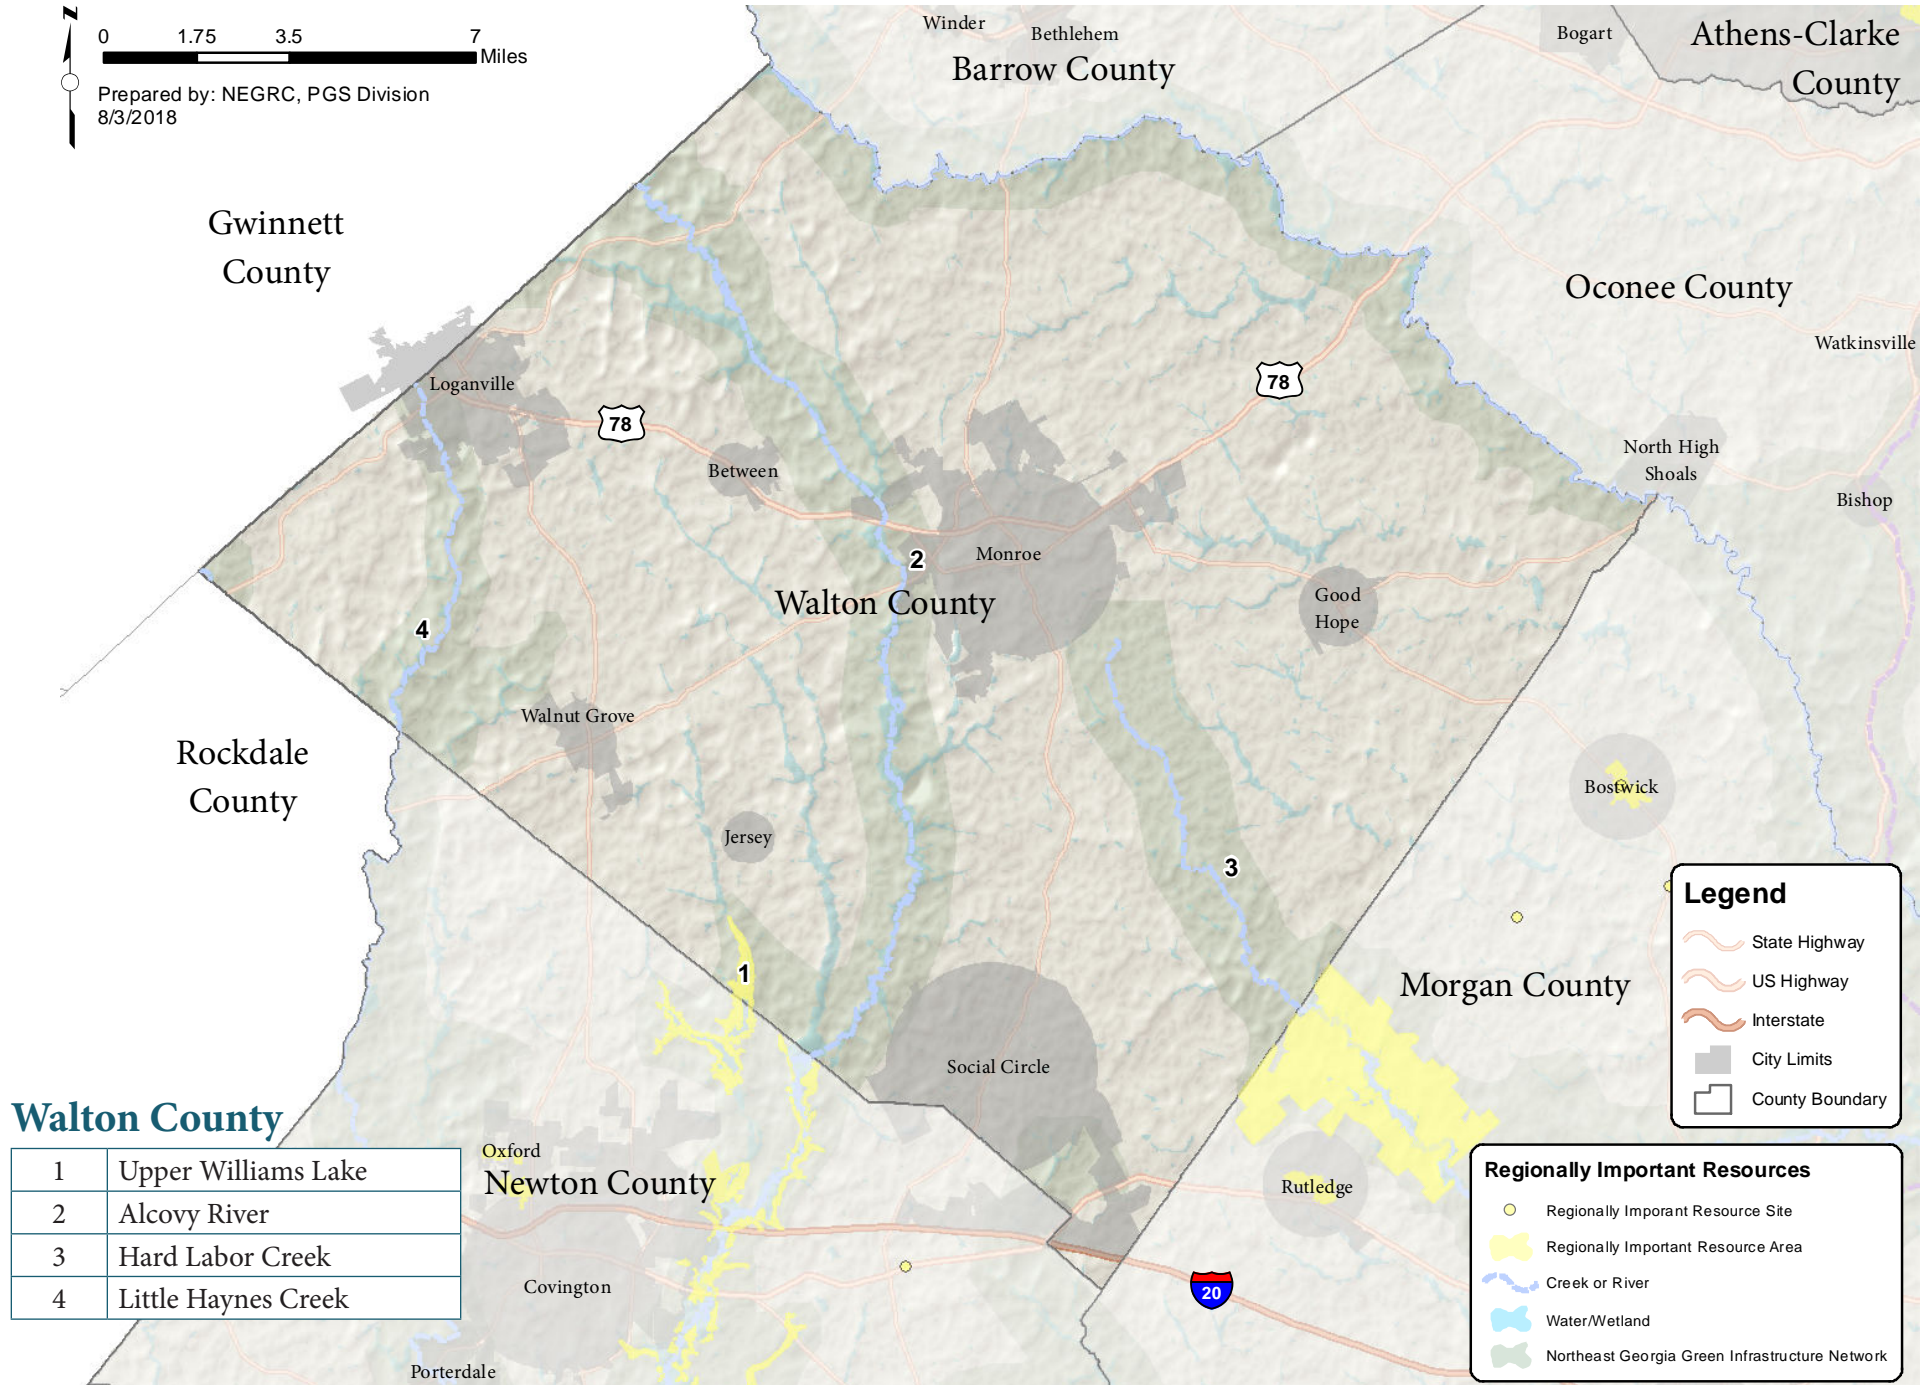 N
0 1.75 3.5 7
Miles
Prepared by: NEGRC, PGS Division
8/3/2018
Winder
Bethlehem
Barrow County
Bogart
Athens-Clarke
County
Gwinnett
County
Oconee County
Watkinsville
Loganville
78
78
Between
North High
Shoals
Bishop
2
Monroe
Walton County
Good
Hope
4
Walnut Grove
Rockdale
County
Bostwick
Jersey
3
1
Morgan County
Social Circle
Rutledge
Oxford
Newton County
Covington
20
Porterdale
Walton County
1 Upper Williams Lake
2 Alcovy River
3 Hard Labor Creek
4 Little Haynes Creek
Legend
State Highway
US Highway
Interstate
City Limits
County Boundary
Regionally Important Resources
Regionally Imporant Resource Site
Regionally Important Resource Area
Creek or River
Water/Wetland
Northeast Georgia Green Infrastructure Network